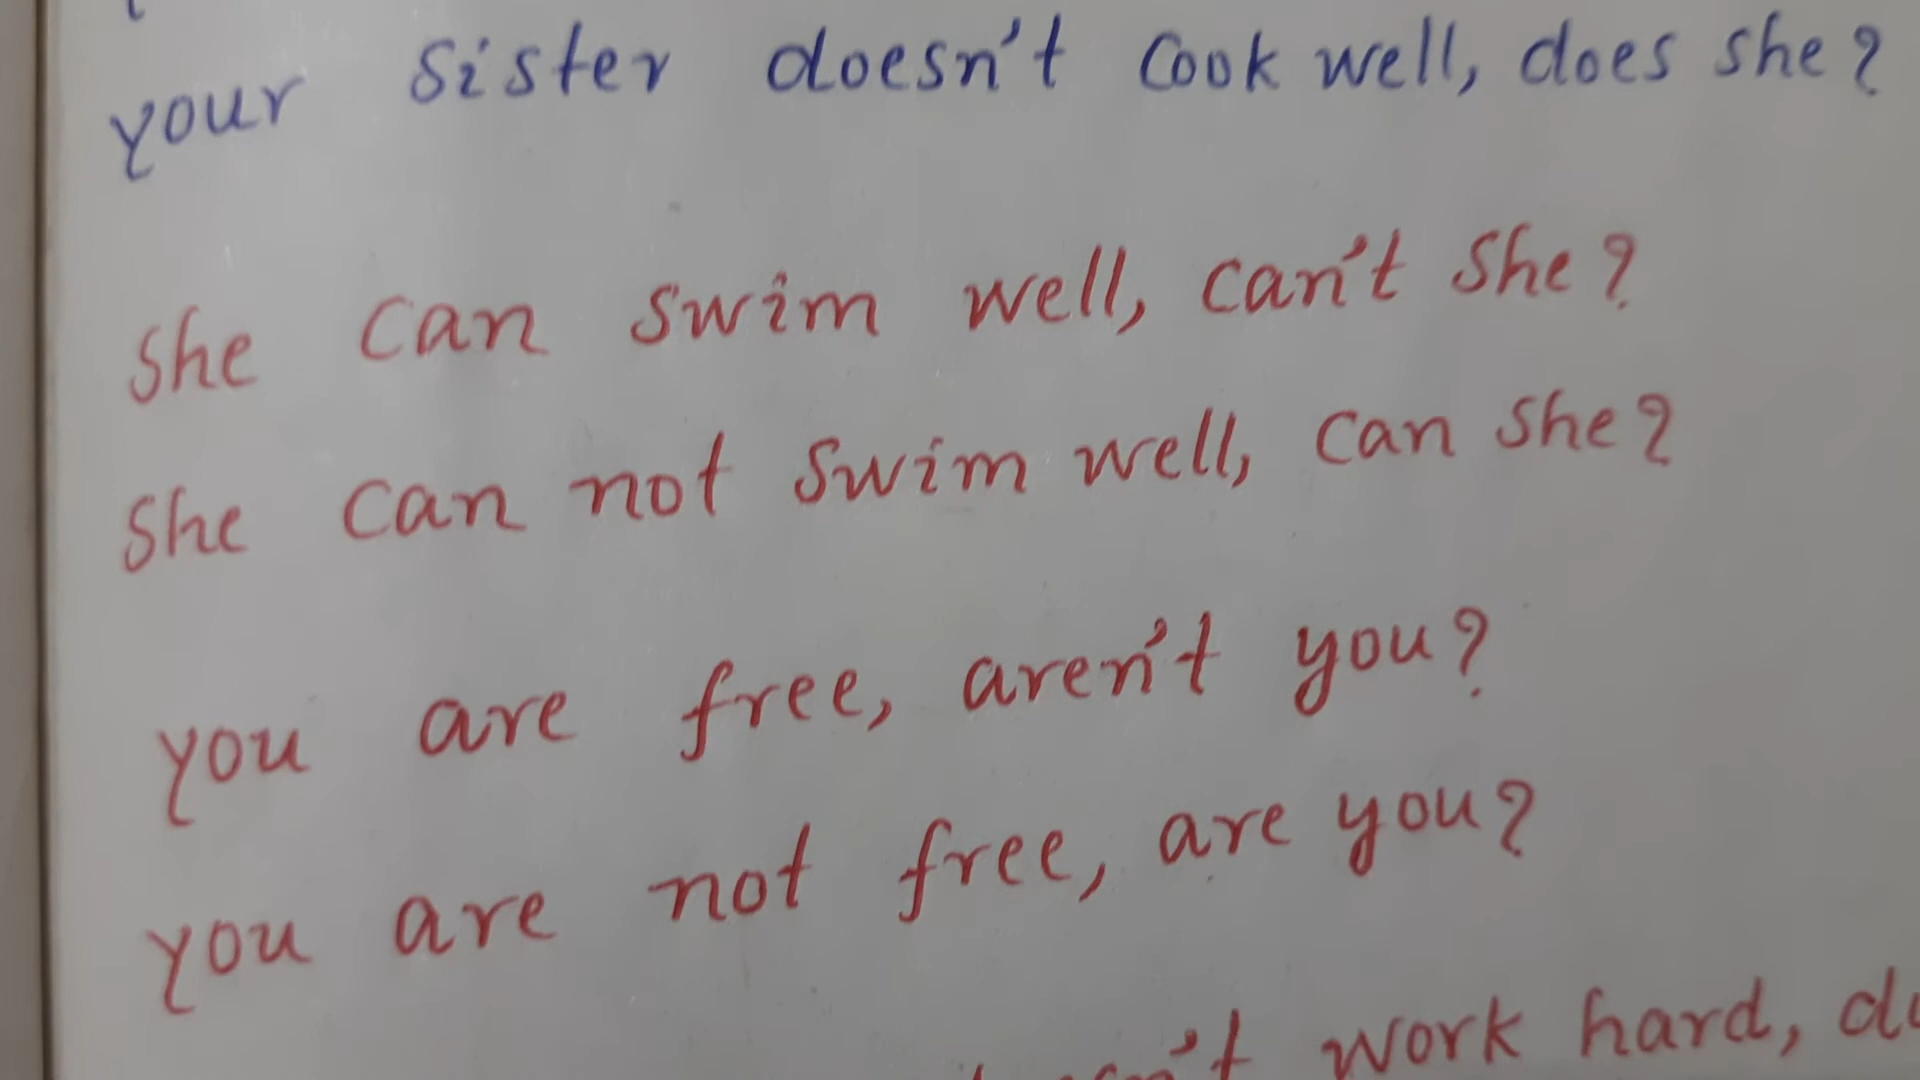 your sister doesn't cook well, does she?
She can swim well, can't she?
She can not swim well, can she?
you are free, aren't you?
you are not free, are you?
work hard,